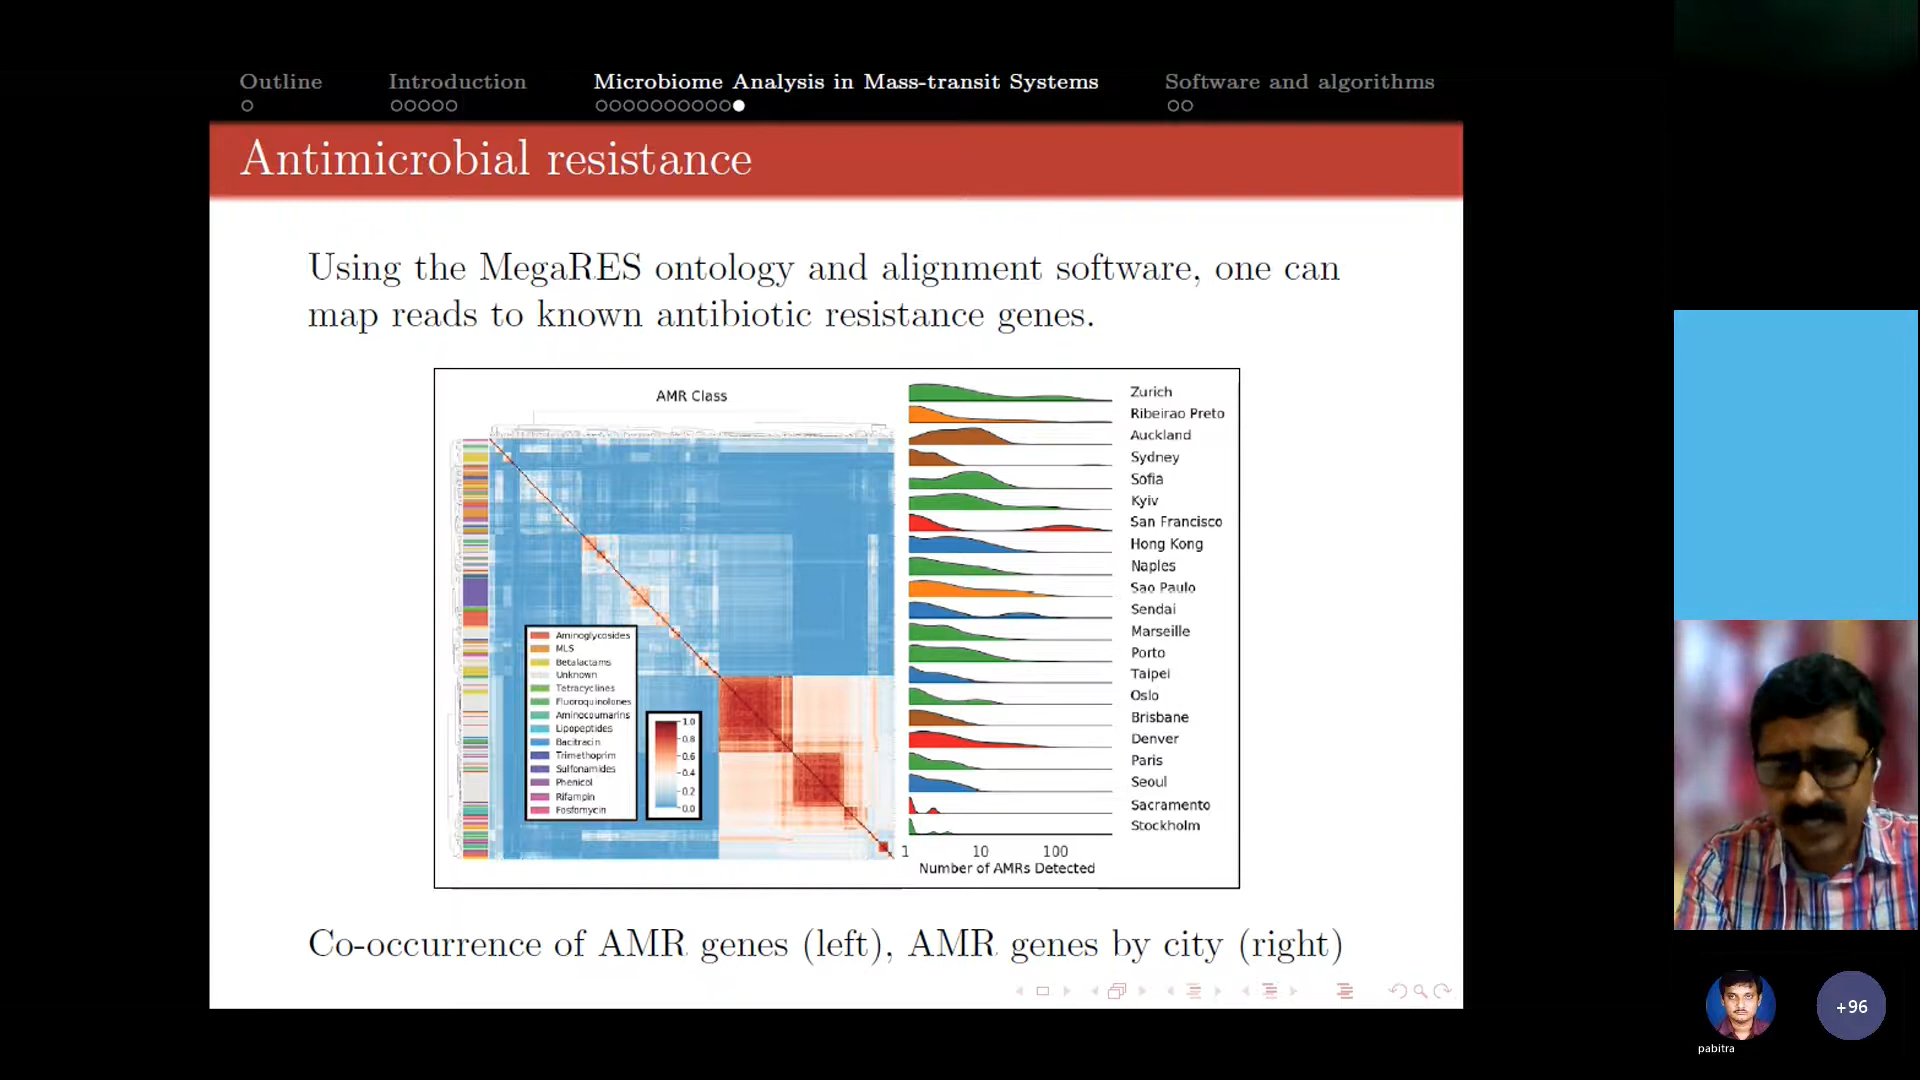 Outline
Introduction
Microbiome Analysis in Mass-transit Systems
Software and algorithms
Antimicrobial resistance
Using the MegaRES ontology and alignment software, one can
map reads to known antibiotic resistance genes.
AMR Class
Aminoglycosides
MLS
Betalactams
Unknown
Tetracyclines
Fluoroquinolones
Aminocoumarins
Lipopeptides
Bacitracin
Trimethoprim
Sulfonamides
Phenicol
Rifampin
Fosfomycin
1.0
0.8
0.6
0.4
0.2
0.0
Zurich
Ribeirao Preto
Auckland
Sydney
Sofia
Kyiv
San Francisco
Hong Kong
Naples
Sao Paulo
Sendai
Marseille
Porto
Taipei
Oslo
Brisbane
Denver
Paris
Seoul
Sacramento
Stockholm
1 10 100
Number of AMRs Detected
Co-occurrence of AMR genes (left), AMR genes by city (right)
+96
pabitra